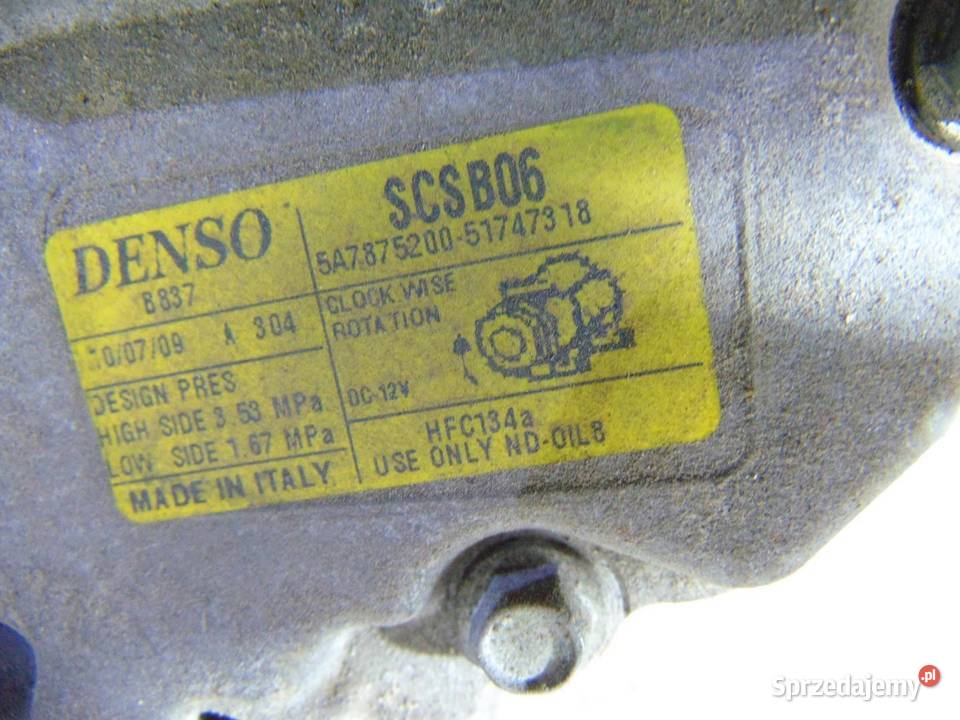 DENSO
B837
SCSB06
5A7875200-51747318
0/07/09 A 304
CLOCK WISE
ROTATION
DC-12V
DESIGN PRES
HIGH SIDE 3.53 MPa
LOW SIDE 1.67 MPa
MADE IN ITALY
HFC134a
USE ONLY ND-OIL8
Sprzedajemy.pl